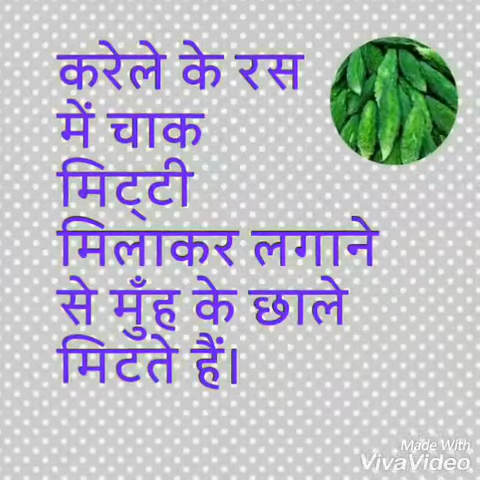 करेले के रस
में चाक
मिट्टी
मिलाकर लगाने
से मुँह के छाले
मिटते हैं।
Made With
VivaVideo